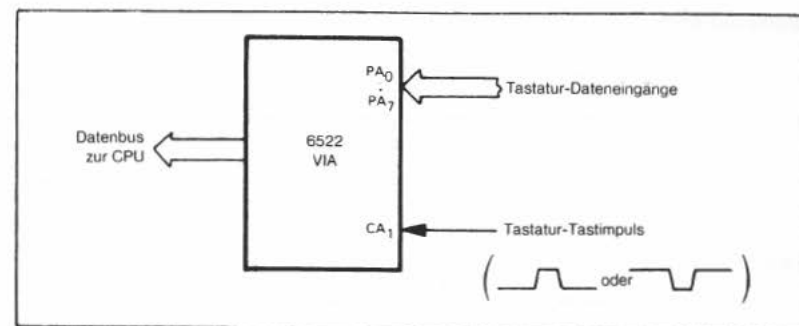 PA0
.
PA7
Tastatur-Dateneingänge
Datenbus
zur CPU
6522
VIA
CA1
Tastatur-Tastimpuls
( oder )